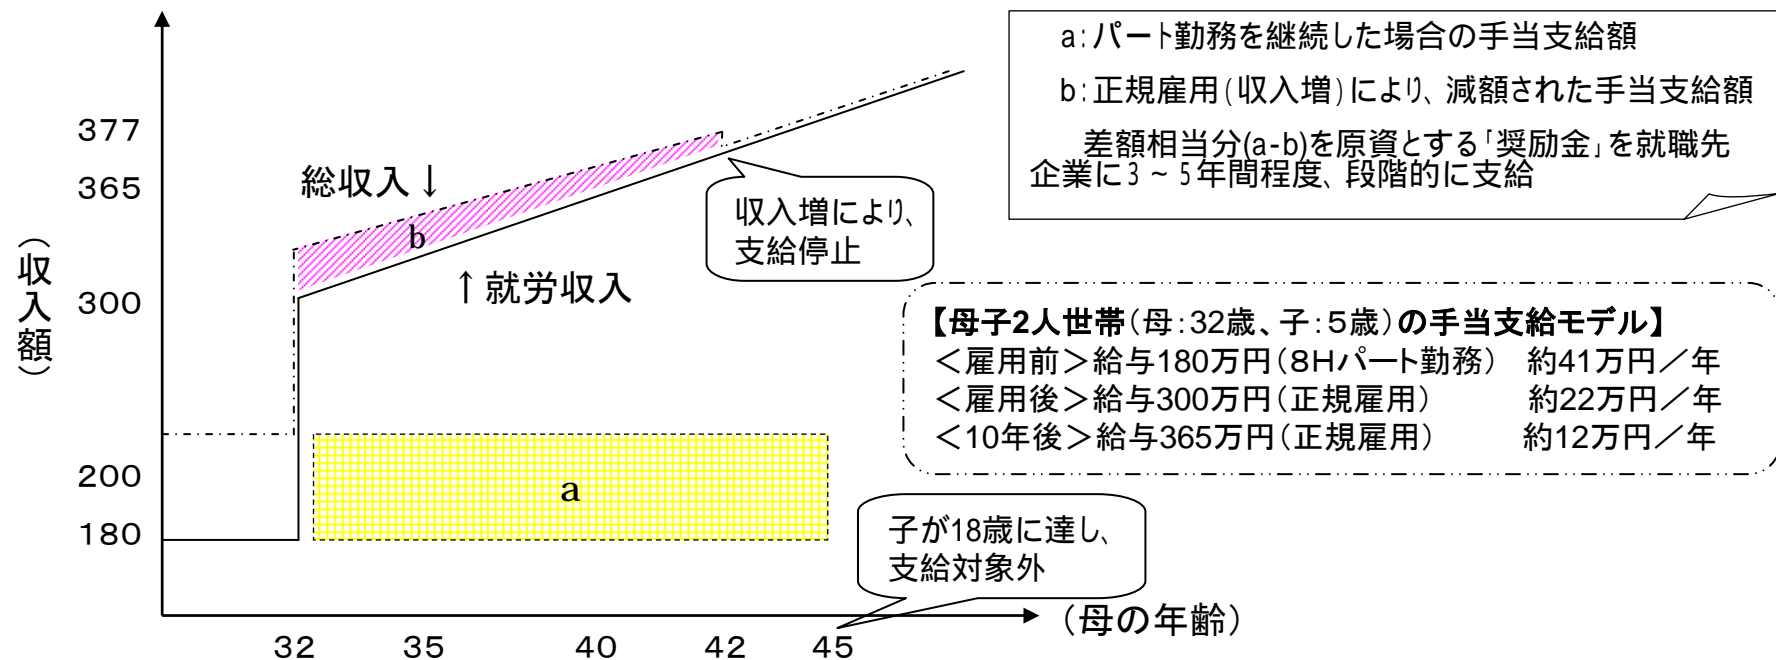 a:パート勤務を継続した場合の手当支給額
b:正規雇用(収入増)により、減額された手当支給額
差額相当分(a-b)を原資とする「奨励金」を就職先
企業に3~5年間程度、段階的に支給
377
365
300
200
180
(収入額)
総収入↓
b
↑就労収入
収入増により、
支給停止
【母子2人世帯(母:32歳、子:5歳)の手当支給モデル】
<雇用前>給与180万円(8Hパート勤務) 約41万円/年
<雇用後>給与300万円(正規雇用) 約22万円/年
<10年後>給与365万円(正規雇用) 約12万円/年
a
子が18歳に達し、
支給対象外
32
35
40
42
45
(母の年齢)